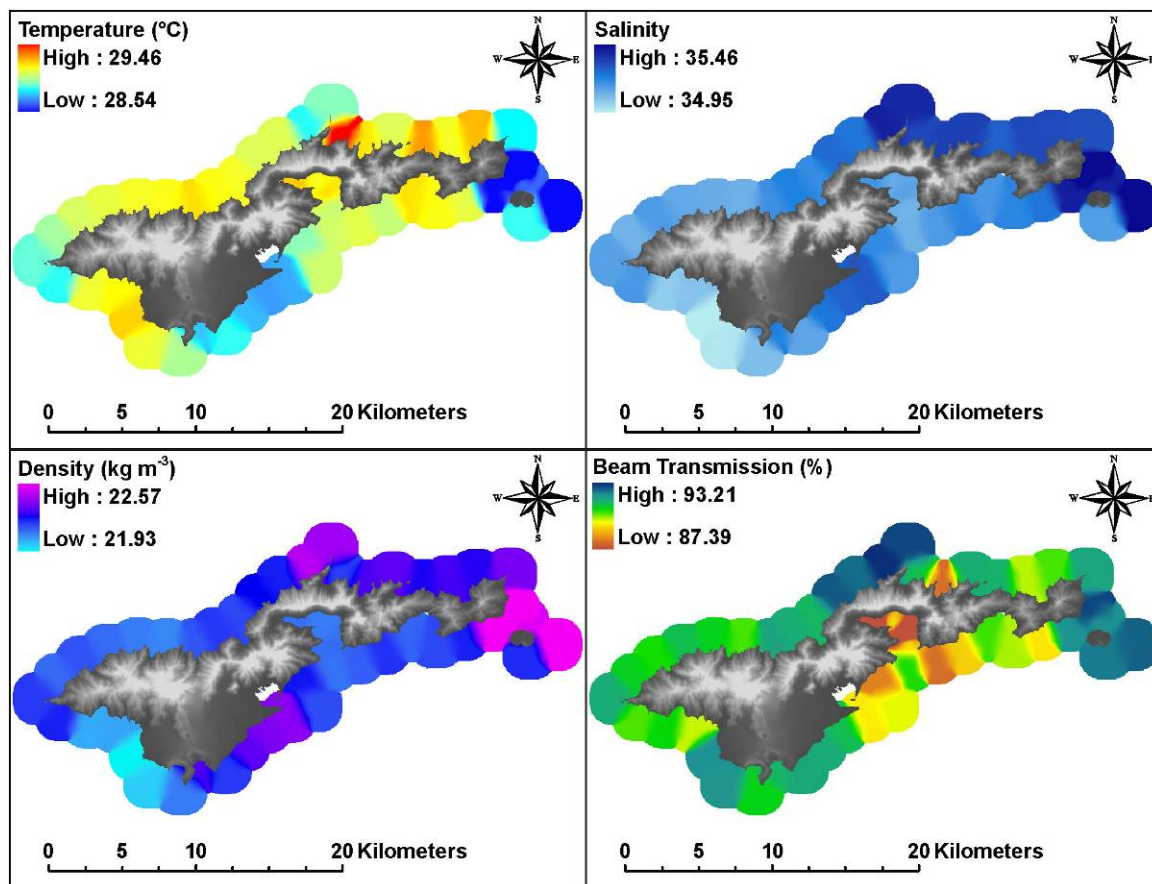 Temperature (°C)
High : 29.46
Low : 28.54
N
W E
S
0 5 10 20 Kilometers
Salinity
High : 35.46
Low : 34.95
N
W E
S
0 5 10 20 Kilometers
Density (kg m⁻³)
High : 22.57
Low : 21.93
N
W E
S
0 5 10 20 Kilometers
Beam Transmission (%)
High : 93.21
Low : 87.39
N
W E
S
0 5 10 20 Kilometers